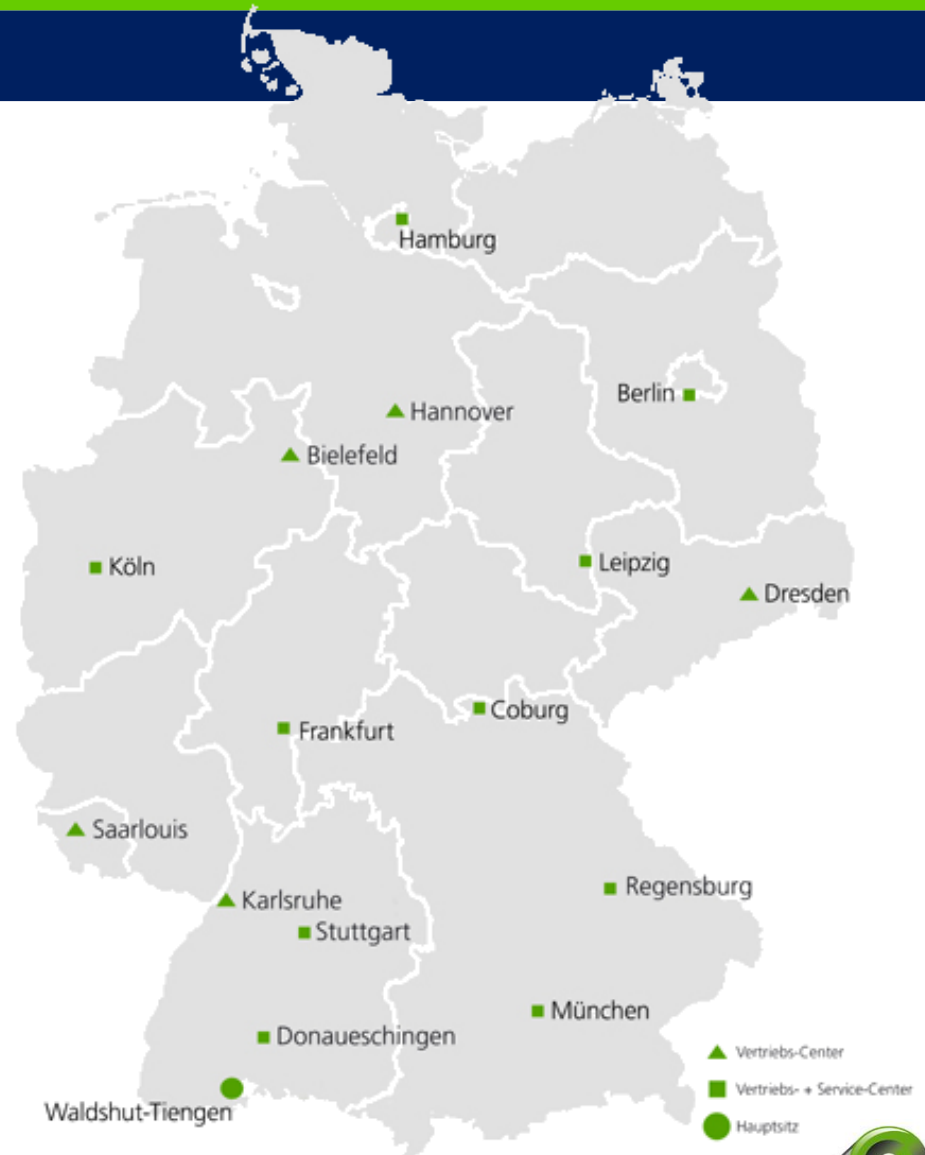 Hamburg
Berlin
Hannover
Bielefeld
Köln
Leipzig
Dresden
Coburg
Frankfurt
Saarlouis
Regensburg
Karlsruhe
Stuttgart
München
Donaueschingen
Waldshut-Tiengen
Vertriebs-Center
Vertriebs- + Service-Center
Hauptsitz